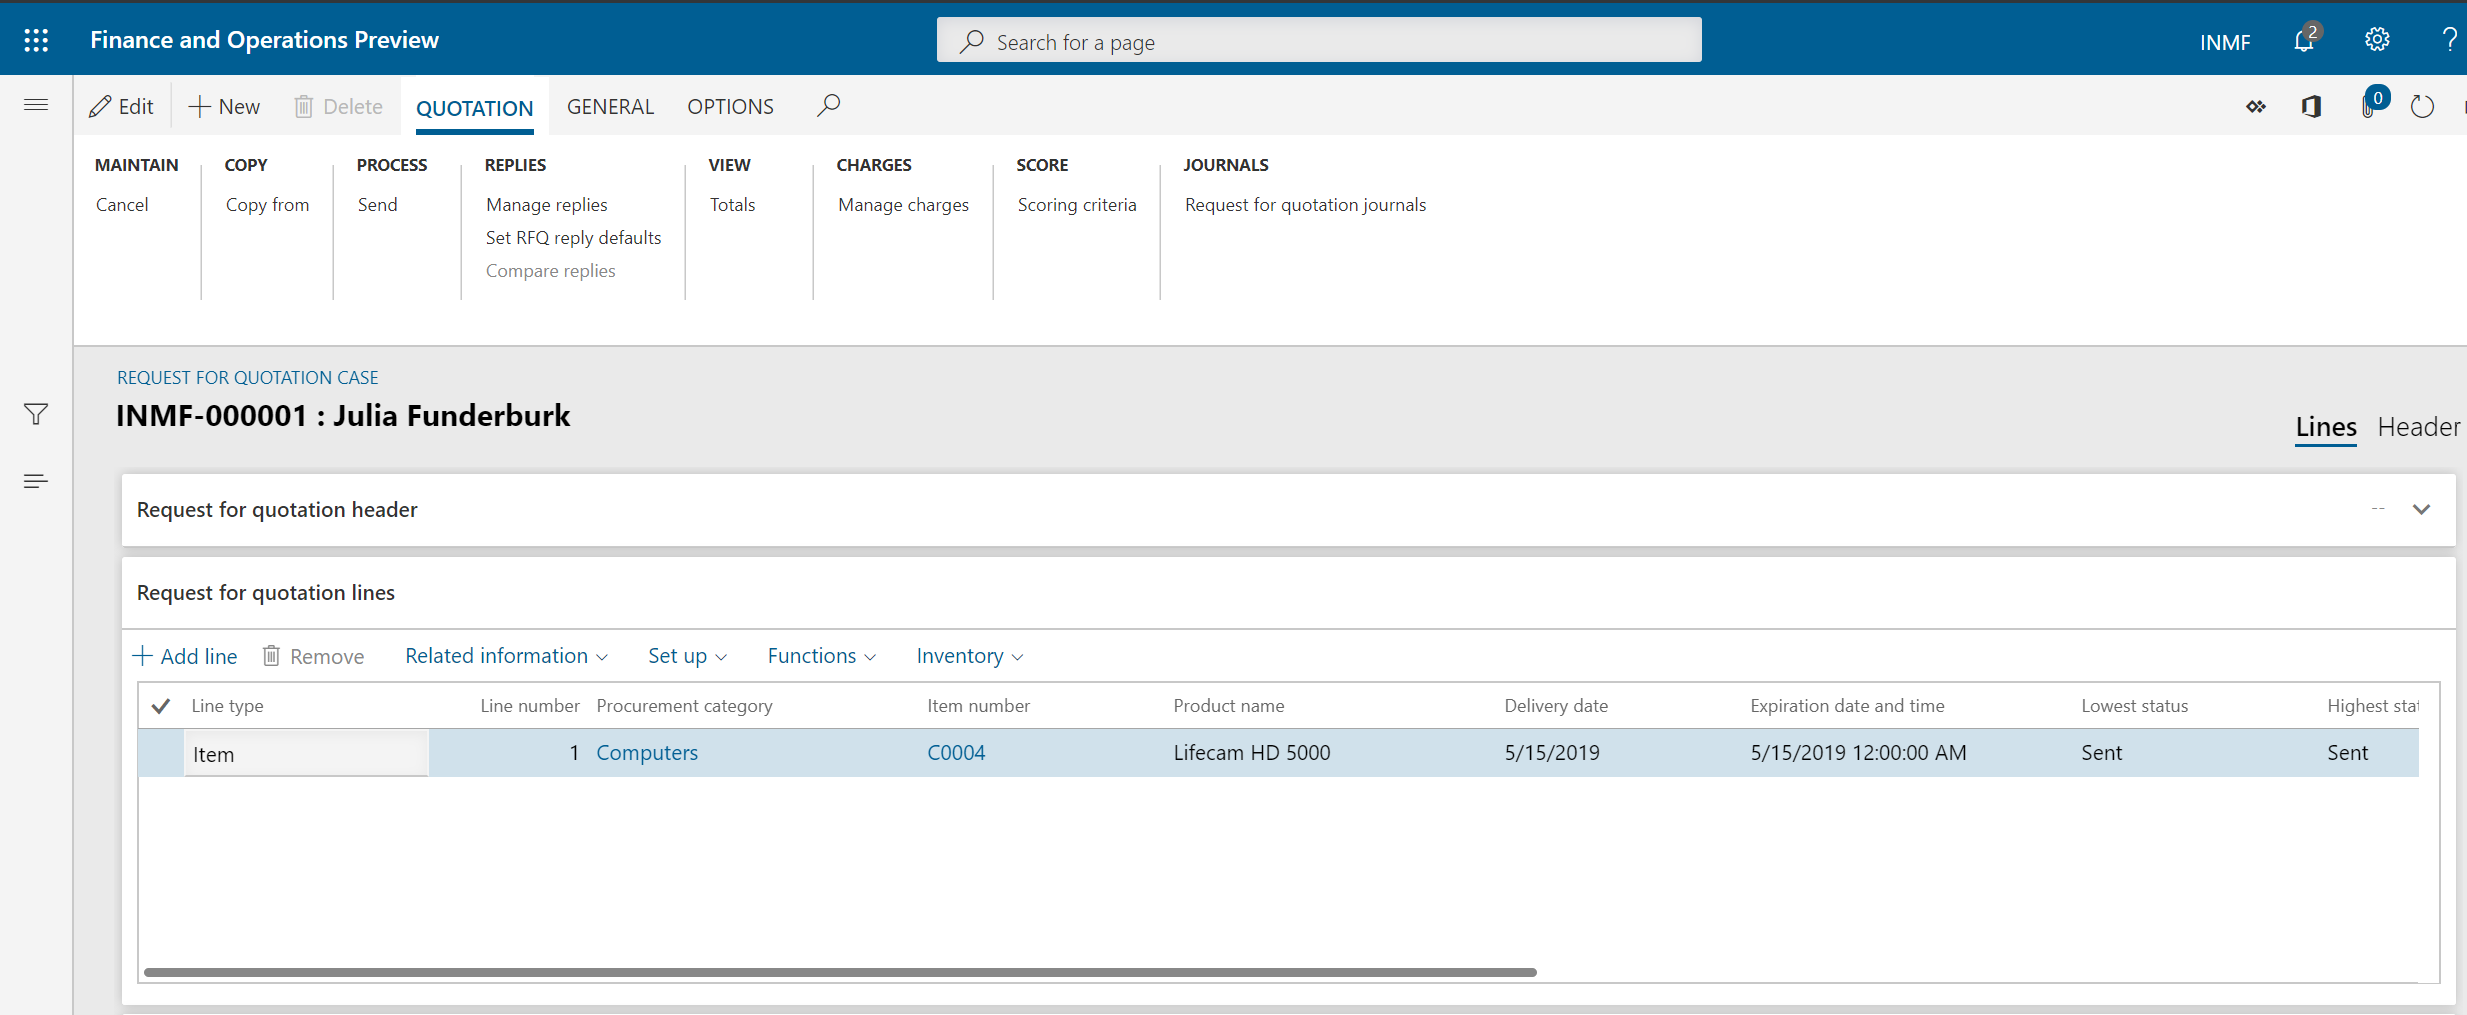 Finance and Operations Preview
Search for a page
INMF
2
?
Edit
New
Delete
QUOTATION
GENERAL
OPTIONS
0
MAINTAIN
Cancel
COPY
Copy from
PROCESS
Send
REPLIES
Manage replies
Set RFQ reply defaults
Compare replies
VIEW
Totals
CHARGES
Manage charges
SCORE
Scoring criteria
JOURNALS
Request for quotation journals
REQUEST FOR QUOTATION CASE
INMF-000001 : Julia Funderburk
Lines Header
Request for quotation header
--
Request for quotation lines
Add line Remove Related information Set up Functions Inventory
Line type Line number Procurement category Item number Product name Delivery date Expiration date and time Lowest status Highest stat
Item 1 Computers C0004 Lifecam HD 5000 5/15/2019 5/15/2019 12:00:00 AM Sent Sent